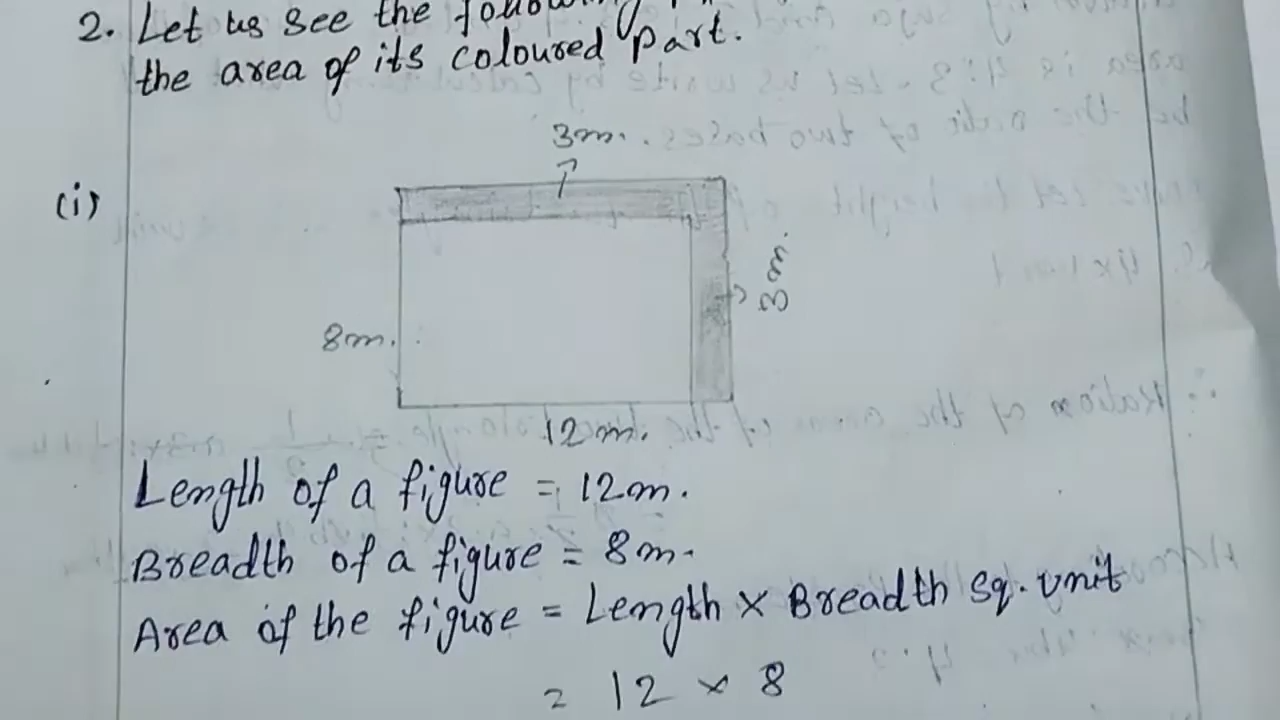 2. Let us see the following
the area of its coloured part.
3m.
(i)
3m.
8m.
12m.
Length of a figure = 12m.
Breadth of a figure = 8m.
Area of the figure = Length × Breadth sq. unit
= 12 × 8